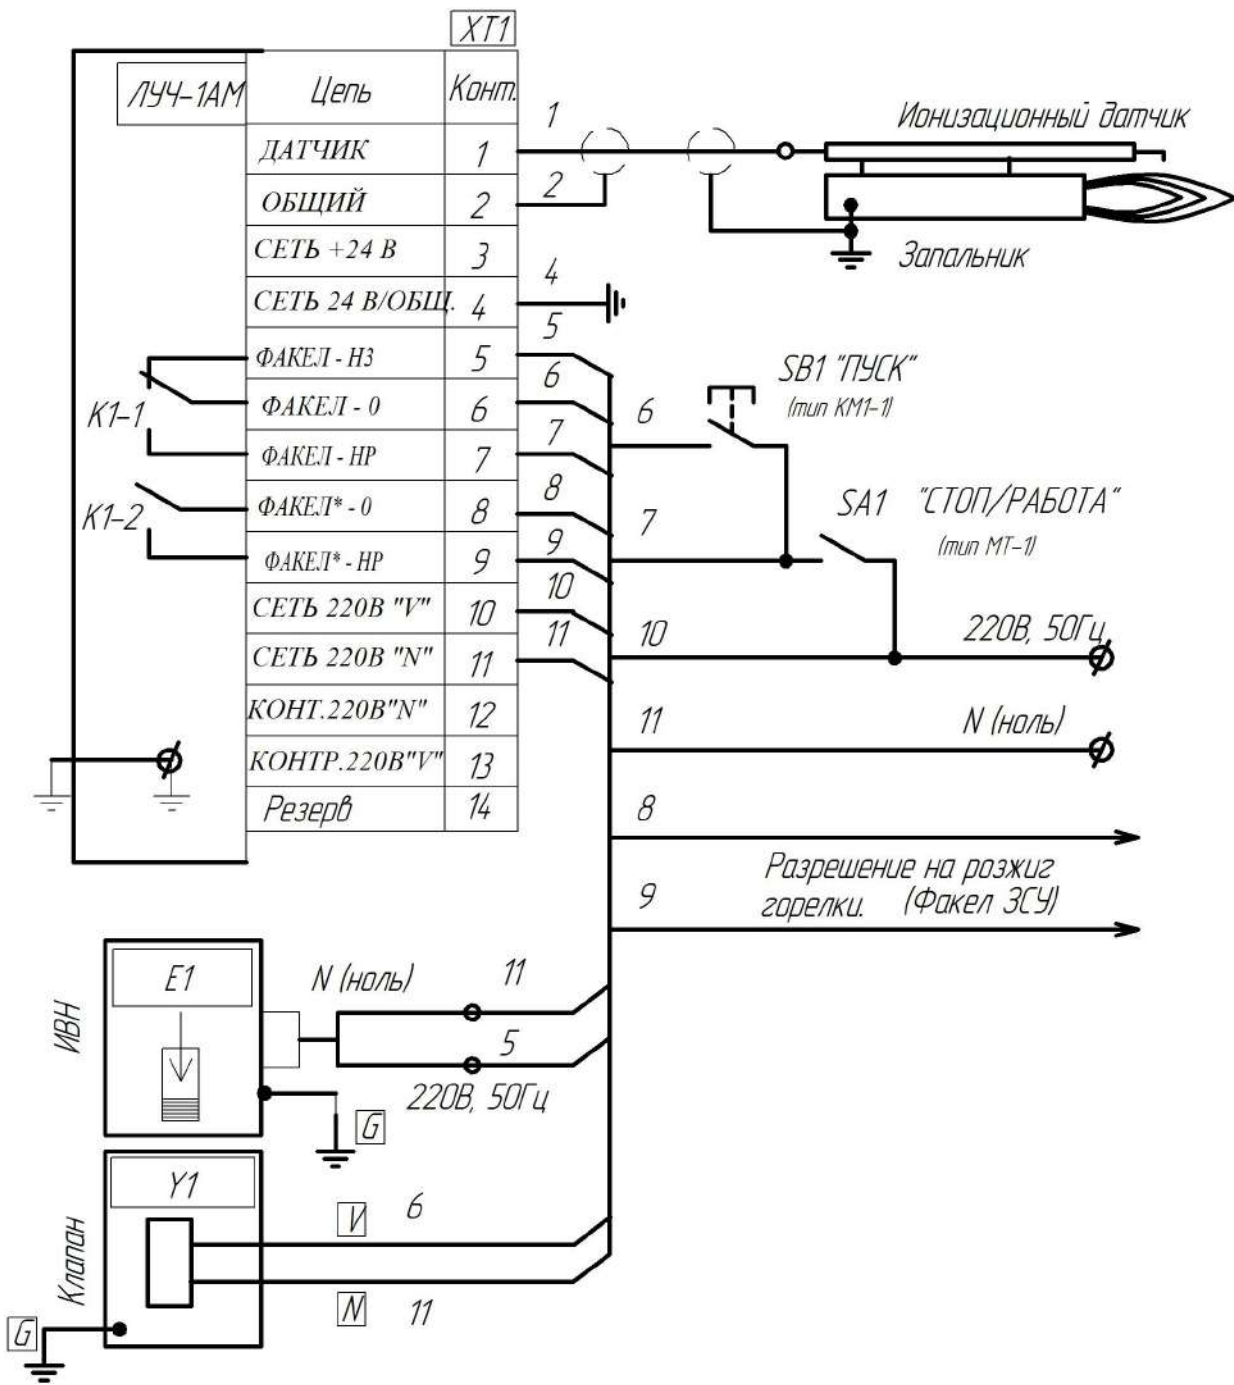 XT1
ЛУЧ-1АМ
Цепь
Конт.
ДАТЧИК
1
1
Ионизационный датчик
ОБЩИЙ
2
2
СЕТЬ +24 В
3
Запальник
СЕТЬ 24 В/ОБЩ.
4
4
ФАКЕЛ - НЗ
5
5
К1-1
ФАКЕЛ - 0
6
6
ФАКЕЛ - НР
7
7
К1-2
ФАКЕЛ* - 0
8
8
ФАКЕЛ* - НР
9
9
СЕТЬ 220В "V"
10
10
СЕТЬ 220В "N"
11
11
КОНТ.220В"N"
12
КОНТР.220В"V"
13
Резерв
14
6
SB1 "ПУСК"
(тип КМ1-1)
7
SA1 "СТОП/РАБОТА"
(тип МТ-1)
10
220В, 50Гц
11
N (ноль)
8
Разрешение на розжиг
горелки. (Факел ЗСУ)
9
ИВН
E1
N (ноль)
11
5
220В, 50Гц
G
Клапан
Y1
V
6
N
11
G